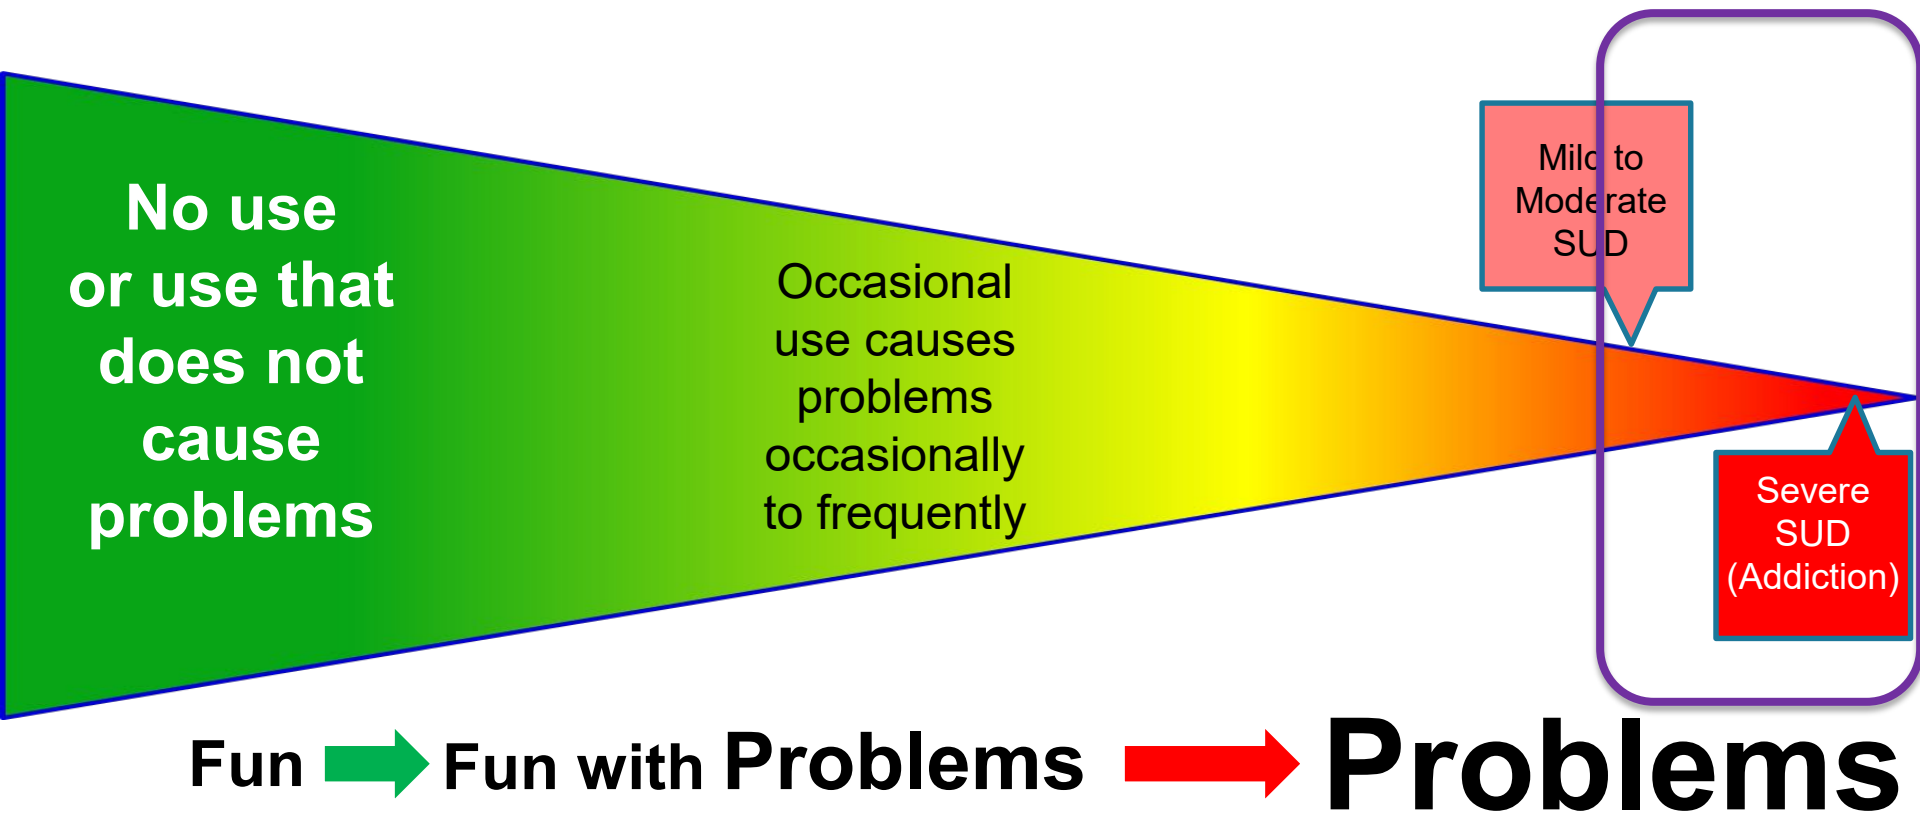 No use
or use that
does not
cause
problems
Occasional
use causes
problems
occasionally
to frequently
Mild to
Moderate
SUD
Severe
SUD
(Addiction)
Fun Fun with Problems Problems